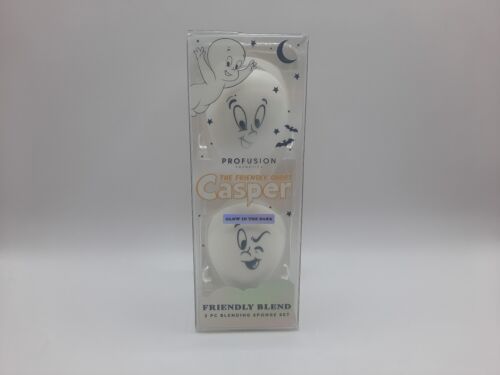 PROFUSION
COSMETICS
THE FRIENDLY GHOST
Casper
GLOW IN THE DARK
FRIENDLY BLEND
2 PC BLENDING SPONGE SET